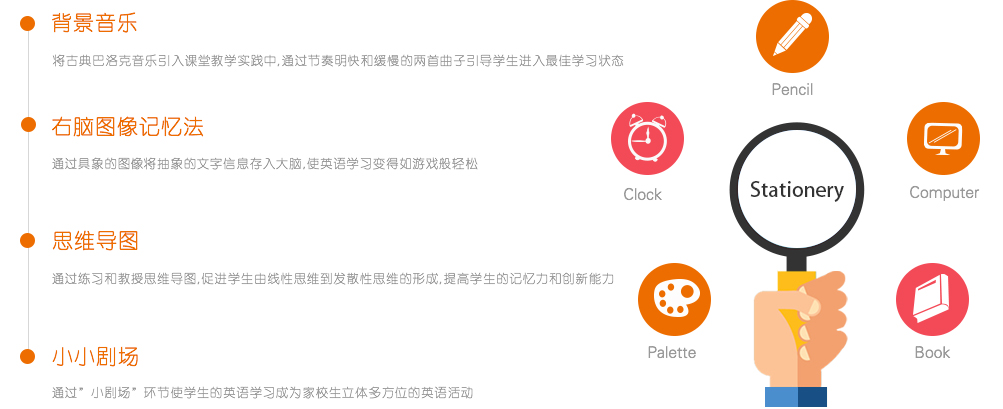 背景音乐
将古典巴洛克音乐引入课堂教学实践中,通过节奏明快和缓慢的两首曲子引导学生进入最佳学习状态
右脑图像记忆法
通过具象的图像将抽象的文字信息存入大脑,使英语学习变得如游戏般轻松
思维导图
通过练习和教授思维导图,促进学生由线性思维到发散性思维的形成,提高学生的记忆力和创新能力
小小剧场
通过”小剧场”环节使学生的英语学习成为家校生立体多方位的英语活动
Pencil
Clock
Stationery
Computer
Palette
Book